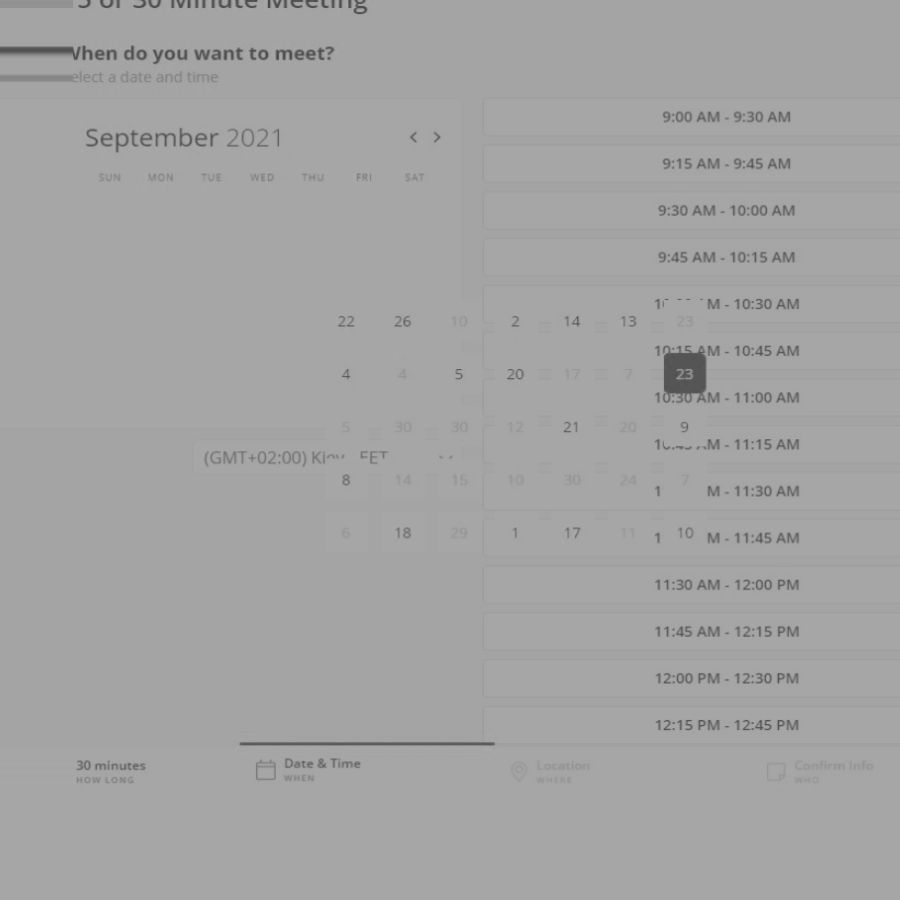 5 or 30 Minute Meeting
When do you want to meet?
elect a date and time
September 2021
SUN MON TUE WED THU FRI SAT
22 26 10 2 14 13 23
4 4 5 20 17 7 23
5 30 30 12 21 20 9
8 14 15 10 30 24 7
6 18 29 1 17 11 10
(GMT+02:00) Kiev EET
9:00 AM - 9:30 AM
9:15 AM - 9:45 AM
9:30 AM - 10:00 AM
9:45 AM - 10:15 AM
M - 10:30 AM
10:15 AM - 10:45 AM
10:30 AM - 11:00 AM
10:45 AM - 11:15 AM
1 M - 11:30 AM
1 M - 11:45 AM
11:30 AM - 12:00 PM
11:45 AM - 12:15 PM
12:00 PM - 12:30 PM
12:15 PM - 12:45 PM
30 minutes
HOW LONG
Date & Time
WHEN
Location
WHERE
Confirm Info
WHO